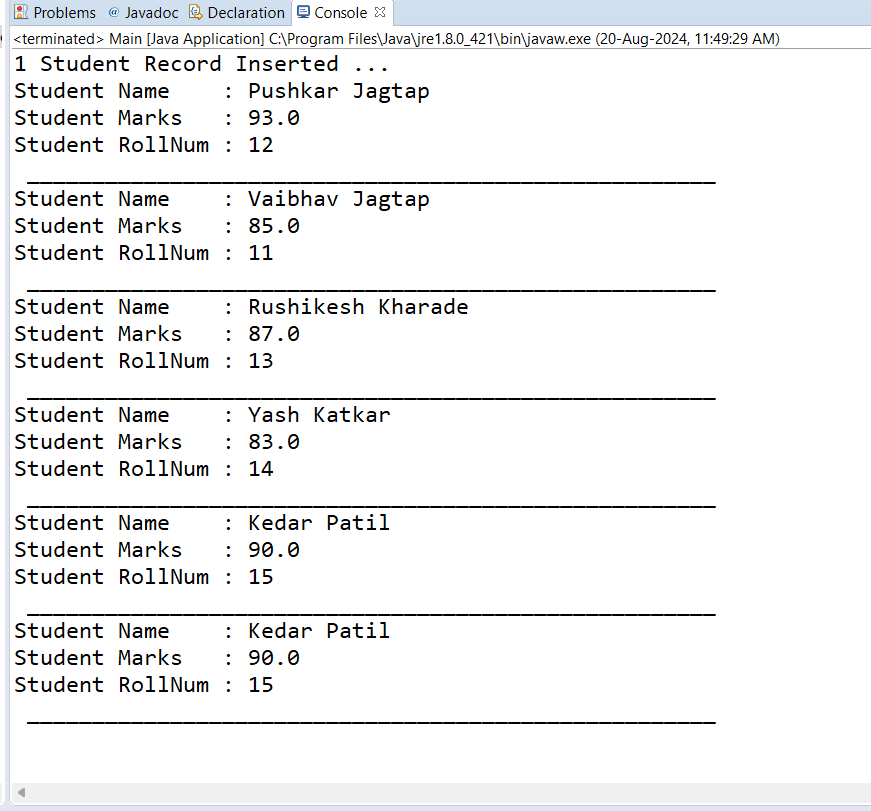 Problems @ Javadoc Declaration Console
<terminated> Main [Java Application] C:\Program Files\Java\jre1.8.0_421\bin\javaw.exe (20-Aug-2024, 11:49:29 AM)
1 Student Record Inserted ...
Student Name    : Pushkar Jagtap
Student Marks   : 93.0
Student RollNum : 12
_____________________________________________________
Student Name    : Vaibhav Jagtap
Student Marks   : 85.0
Student RollNum : 11
_____________________________________________________
Student Name    : Rushikesh Kharade
Student Marks   : 87.0
Student RollNum : 13
_____________________________________________________
Student Name    : Yash Katkar
Student Marks   : 83.0
Student RollNum : 14
_____________________________________________________
Student Name    : Kedar Patil
Student Marks   : 90.0
Student RollNum : 15
_____________________________________________________
Student Name    : Kedar Patil
Student Marks   : 90.0
Student RollNum : 15
_____________________________________________________